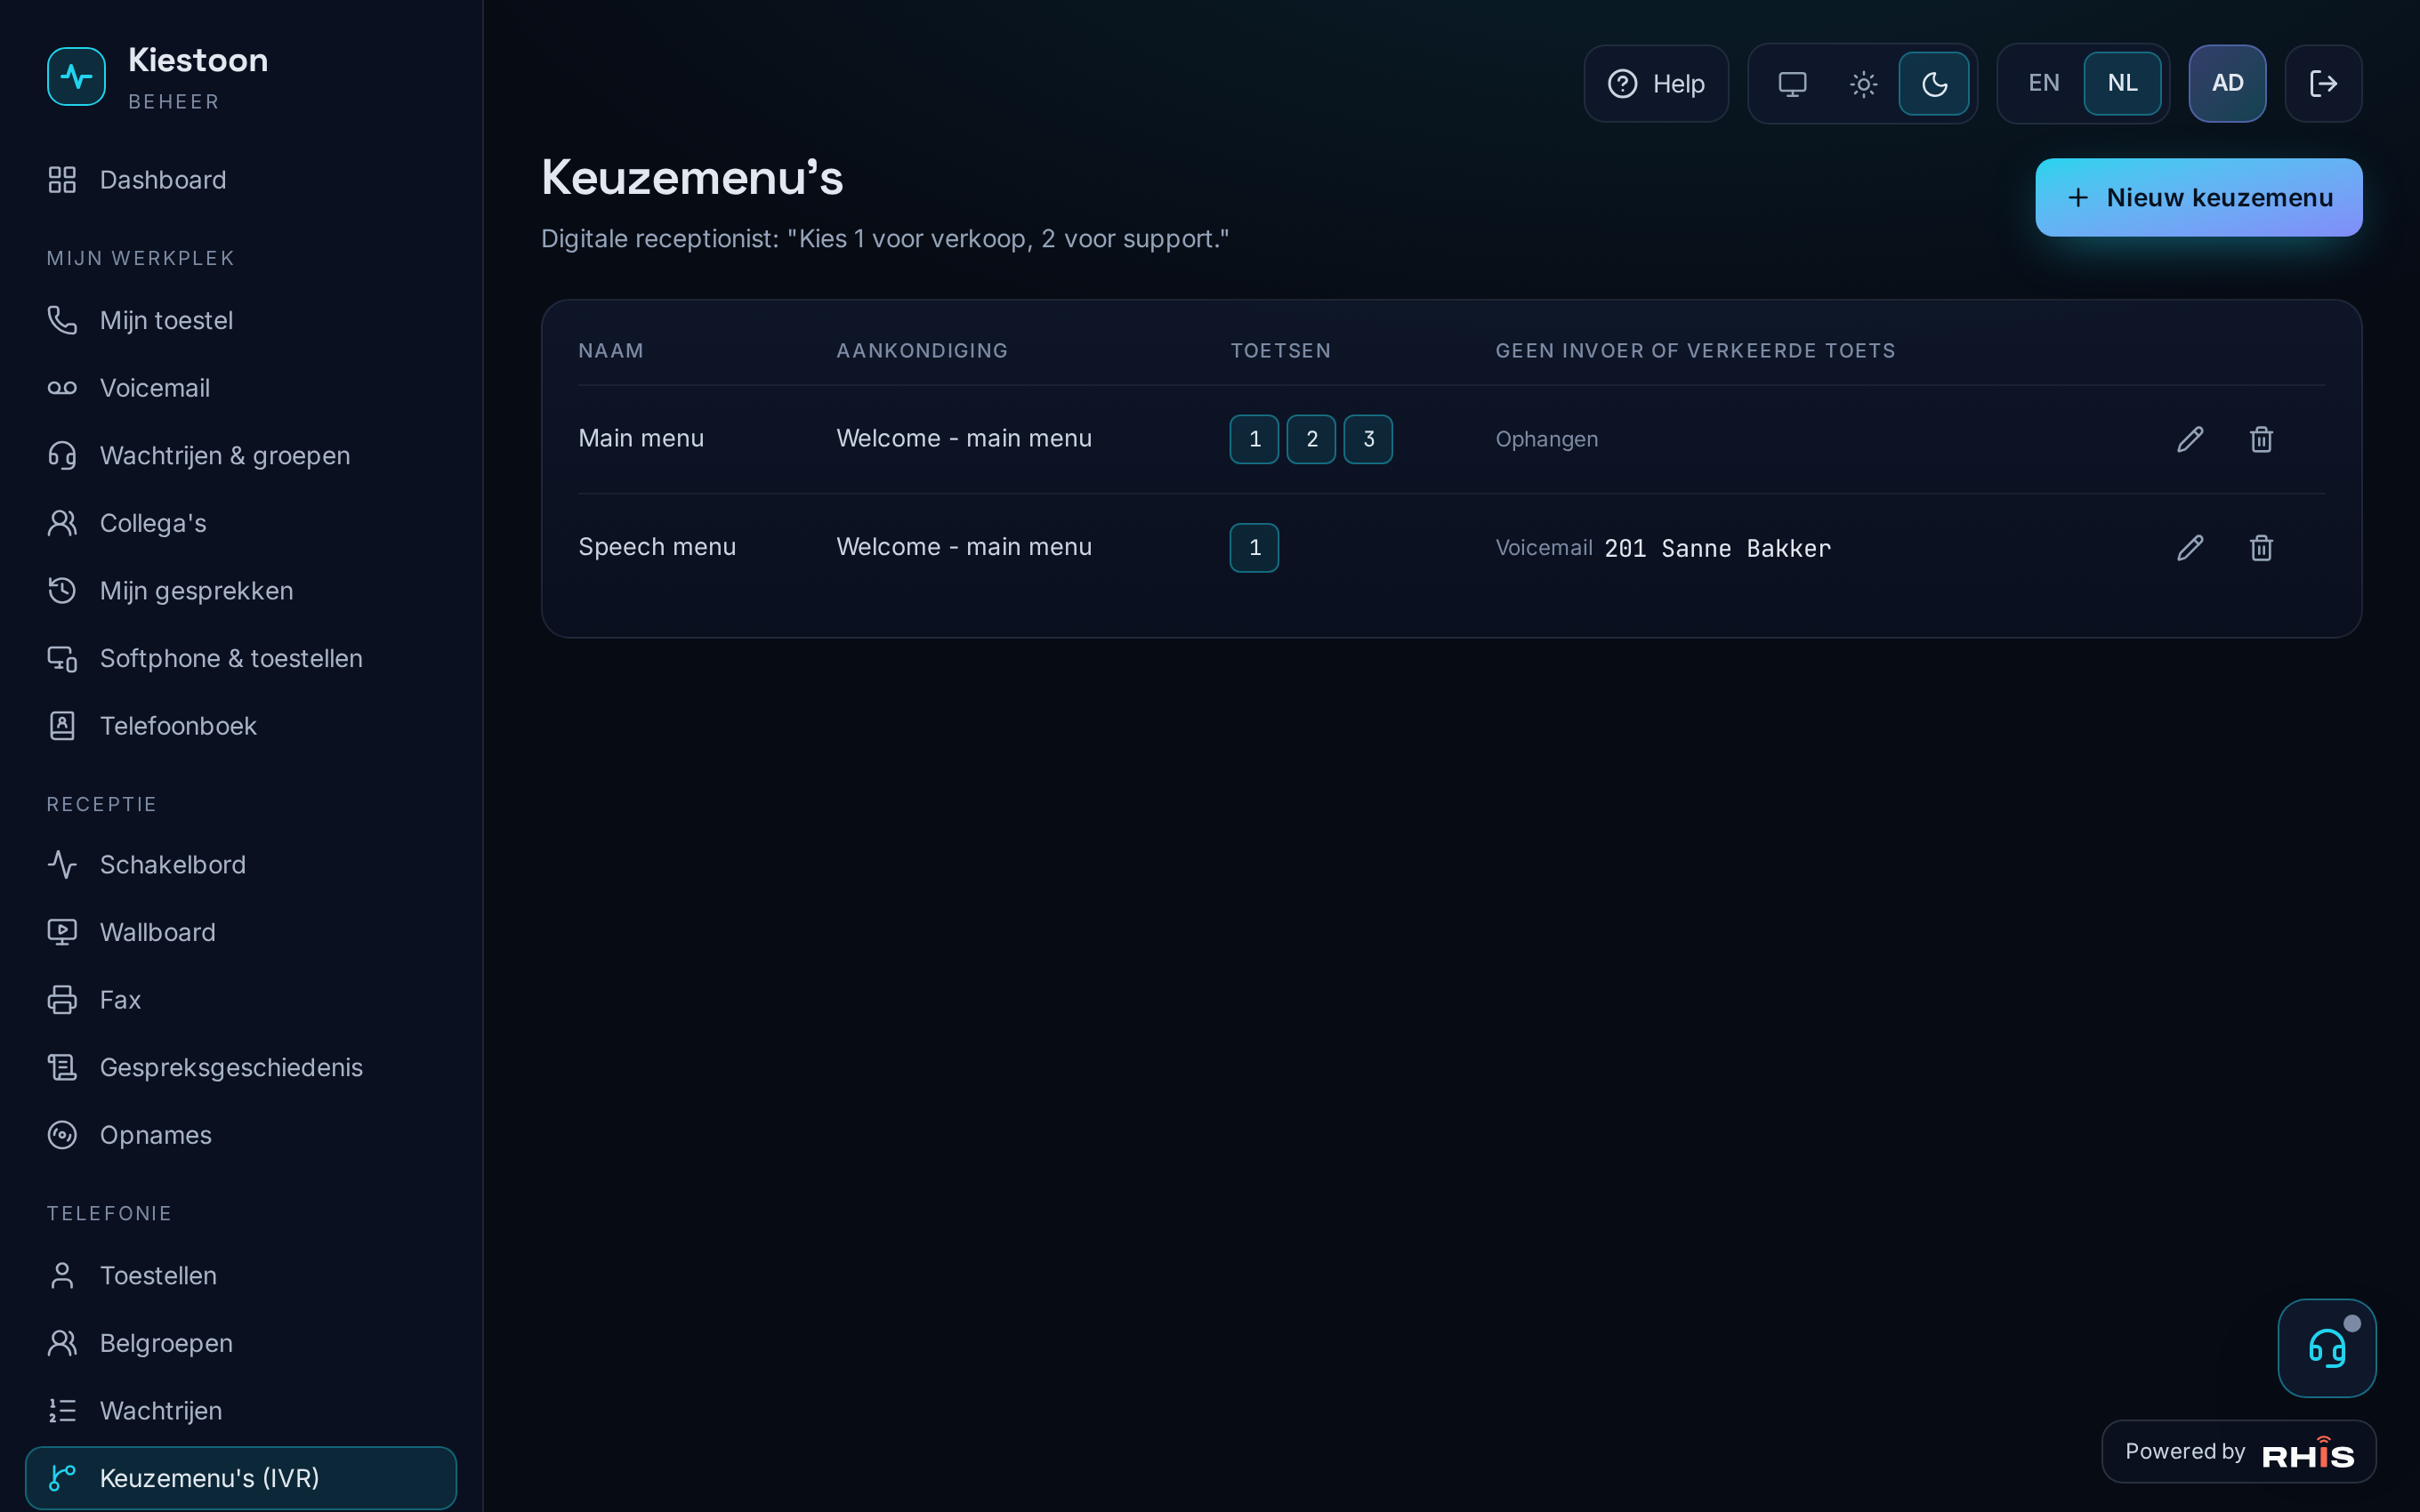 Kiestoon
BEHEER
Dashboard
MIJN WERKPLEK
Mijn toestel
Voicemail
Wachtrijen & groepen
Collega's
Mijn gesprekken
Softphone & toestellen
Telefoonboek
RECEPTIE
Schakelbord
Wallboard
Fax
Gespreksgeschiedenis
Opnames
TELEFONIE
Toestellen
Belgroepen
Wachtrijen
Keuzemenu's (IVR)
Help
EN NL
AD
Keuzemenu’s
Digitale receptionist: "Kies 1 voor verkoop, 2 voor support."
Nieuw keuzemenu
NAAM AANKONDIGING TOETSEN GEEN INVOER OF VERKEERDE TOETS
Main menu Welcome - main menu 1 2 3 Ophangen
Speech menu Welcome - main menu 1 Voicemail 201 Sanne Bakker
Powered by RHIS